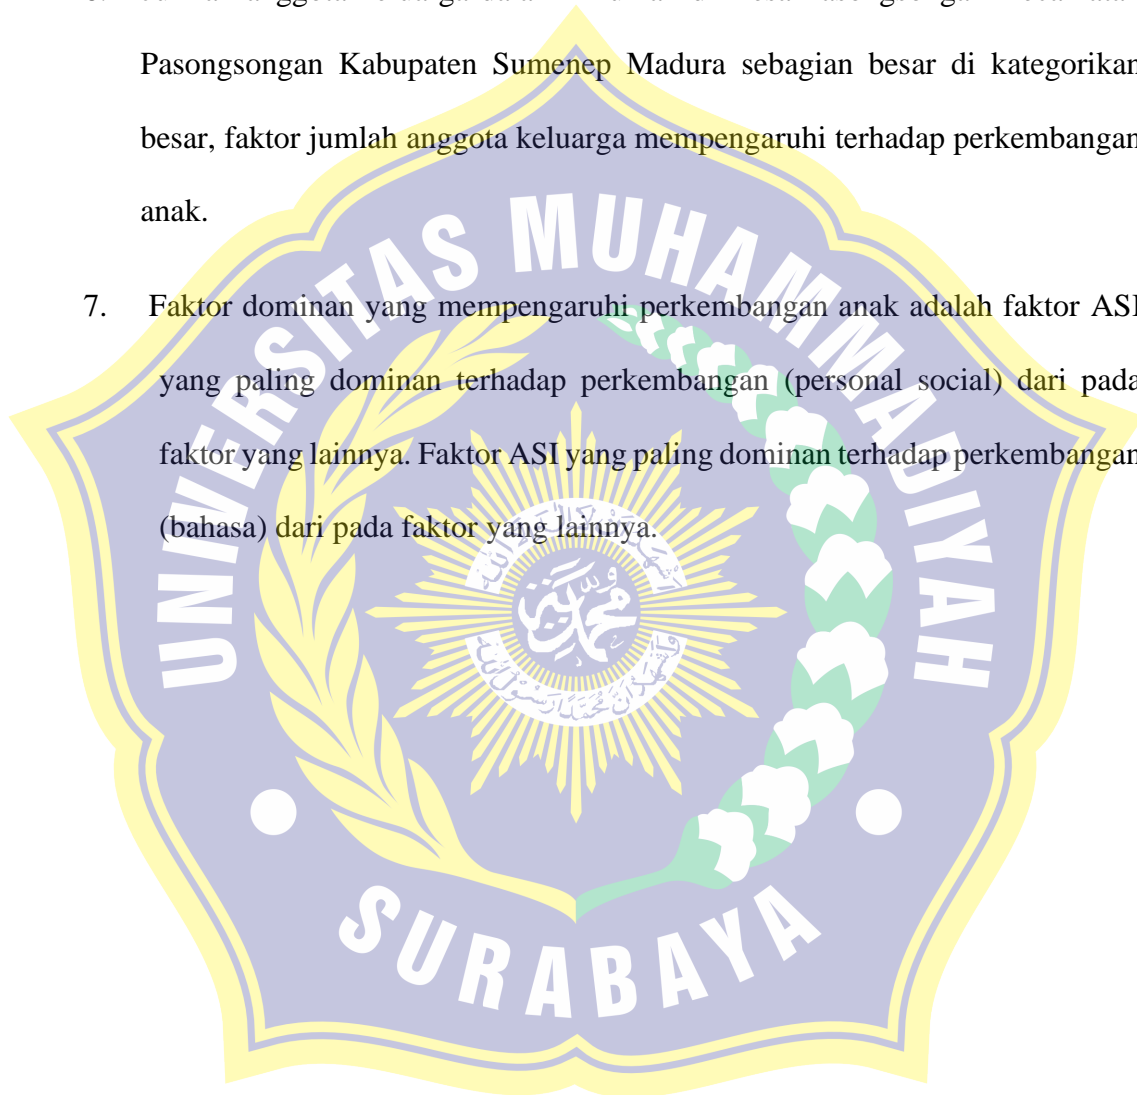 Pasongsongan Kabupaten Sumenep Madura sebagian besar di kategorikan
besar, faktor jumlah anggota keluarga mempengaruhi terhadap perkembangan
anak.
7. Faktor dominan yang mempengaruhi perkembangan anak adalah faktor ASI
yang paling dominan terhadap perkembangan (personal social) dari pada
faktor yang lainnya. Faktor ASI yang paling dominan terhadap perkembangan
(bahasa) dari pada faktor yang lainnya.
UNIVERSITAS MUHAMMADIYAH
SURABAYA
محمد